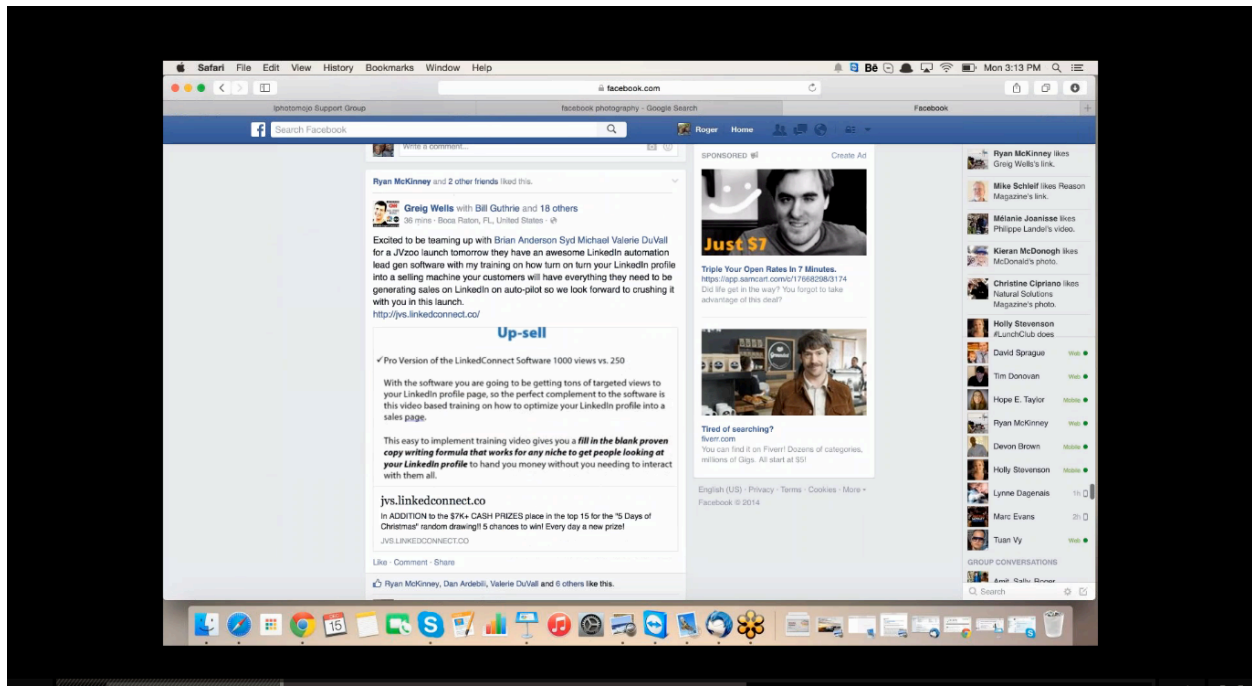 Safari File Edit View History Bookmarks Window Help
Bē
Mon 3:13 PM
facebook.com
Iphotomojo Support Group
facebook photography - Google Search
Facebook
Search Facebook
Roger Home
Write a comment...
Ryan McKinney and 2 other friends liked this.
Greig Wells with Bill Guthrie and 18 others
36 mins · Boca Raton, FL, United States ·
Excited to be teaming up with Brian Anderson Syd Michael Valerie DuVall
for a JVzoo launch tomorrow they have an awesome LinkedIn automation
lead gen software with my training on how turn on turn your LinkedIn profile
into a selling machine your customers will have everything they need to be
generating sales on LinkedIn on auto-pilot so we look forward to crushing it
with you in this launch.
http://jvs.linkedconnect.co/
Up-sell
✓Pro Version of the LinkedConnect Software 1000 views vs. 250
With the software you are going to be getting tons of targeted views to
your LinkedIn profile page, so the perfect complement to the software is
this video based training on how to optimize your LinkedIn profile into a
sales page.
This easy to implement training video gives you a fill in the blank proven
copy writing formula that works for any niche to get people looking at
your LinkedIn profile to hand you money without you needing to interact
with them all.
jvs.linkedconnect.co
In ADDITION to the $7K+ CASH PRIZES place in the top 15 for the "5 Days of
Christmas" random drawing!! 5 chances to win! Every day a new prize!
JVS.LINKEDCONNECT.CO
Like · Comment · Share
Ryan McKinney, Dan Ardebili, Valerie DuVall and 6 others like this.
SPONSORED
Create Ad
Just $7
Triple Your Open Rates In 7 Minutes.
https://app.samcart.com/c/17668298/3174
Did life get in the way? You forgot to take
advantage of this deal?
Tired of searching?
fiverr.com
You can find it on Fiverr! Dozens of categories,
millions of Gigs. All start at $5!
English (US) · Privacy · Terms · Cookies · More
Facebook © 2014
Ryan McKinney likes
Greig Wells's link.
Mike Schleif likes Reason
Magazine's link.
Mélanie Joanisse likes
Philippe Landel's video.
Kieran McDonogh likes
McDonald's photo.
Christine Cipriano likes
Natural Solutions
Magazine's photo.
Holly Stevenson
#LunchClub does
David Sprague Web
Tim Donovan Web
Hope E. Taylor Mobile
Ryan McKinney Web
Devon Brown Mobile
Holly Stevenson Mobile
Lynne Dagenais 1h
Marc Evans 2h
Tuan Vy Web
GROUP CONVERSATIONS
Amit, Sally, Roger
Search
15